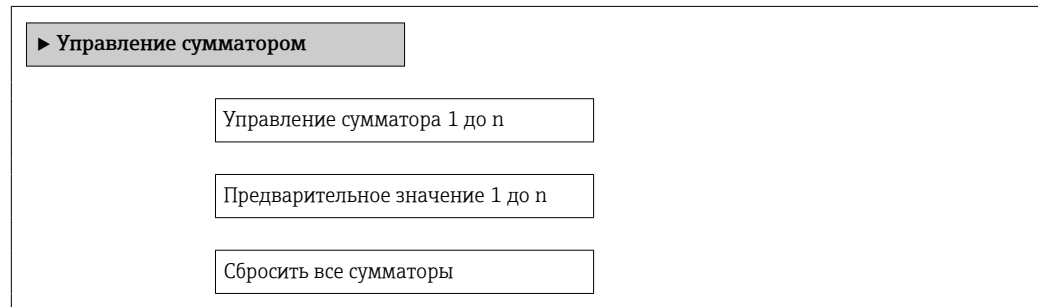 ► Управление сумматором
Управление сумматора 1 до n
Предварительное значение 1 до n
Сбросить все сумматоры